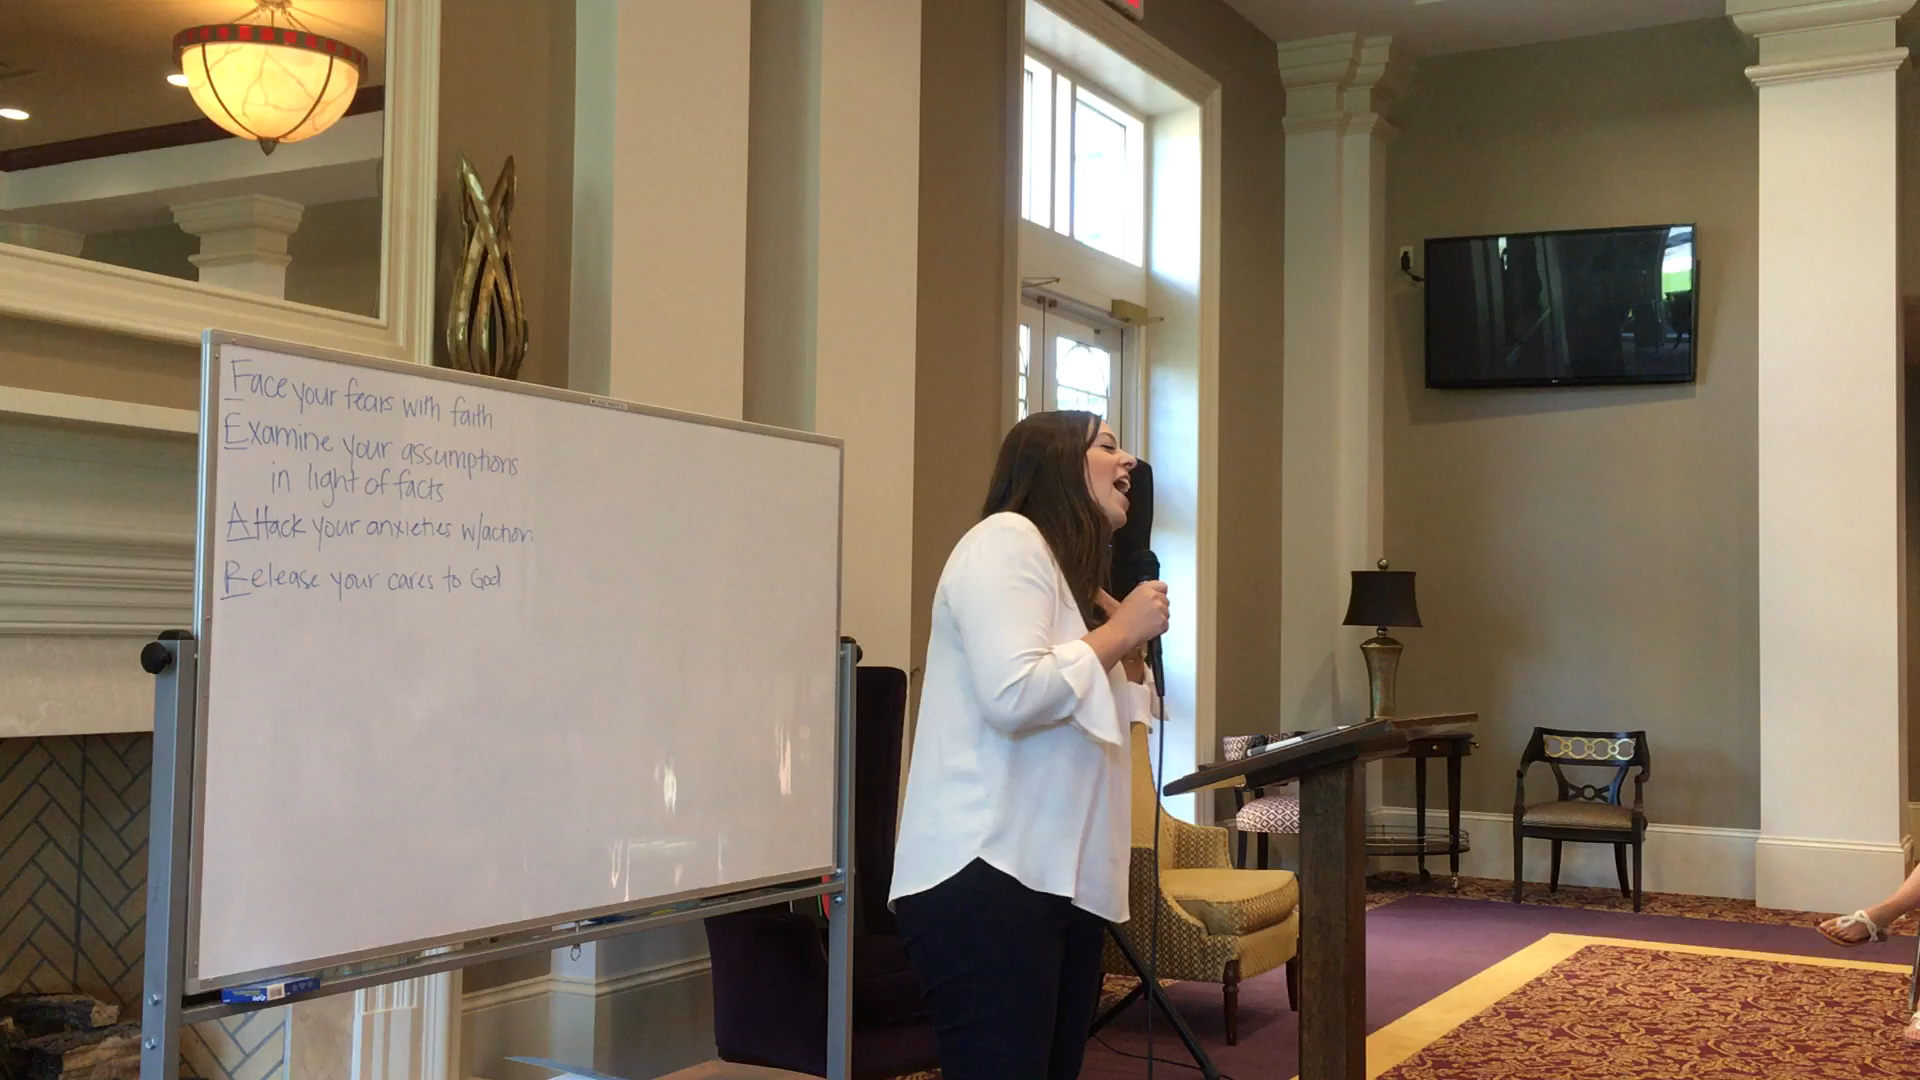 Face your fears with faith
Examine your assumptions
in light of facts
Attack your anxieties w/action
Release your cares to God